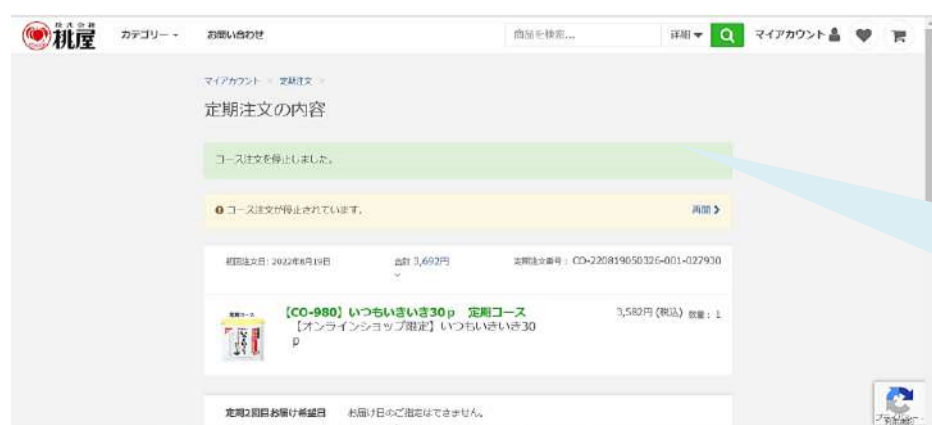 株式会社
桃屋
カテゴリー
お問い合わせ
商品を検索...
詳細
マイアカウント
マイアカウント > 定期注文 >
定期注文の内容
コース注文を停止しました。
コース注文が停止されています。
再開 >
初回注文日: 2022年8月19日
合計 3,692円
定期注文番号: CO-220819050326-001-027930
定期コース
【CO-980】いつもいきいき30p 定期コース
【オンラインショップ限定】いつもいきいき30
p
3,582円 (税込) 数量: 1
定期2回目お届け希望日 お届け日のご指定はできません。